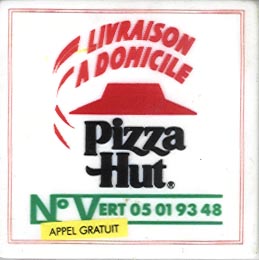 LIVRAISON
A DOMICILE
Pizza
Hut®
N° VERT 05 01 93 48
APPEL GRATUIT